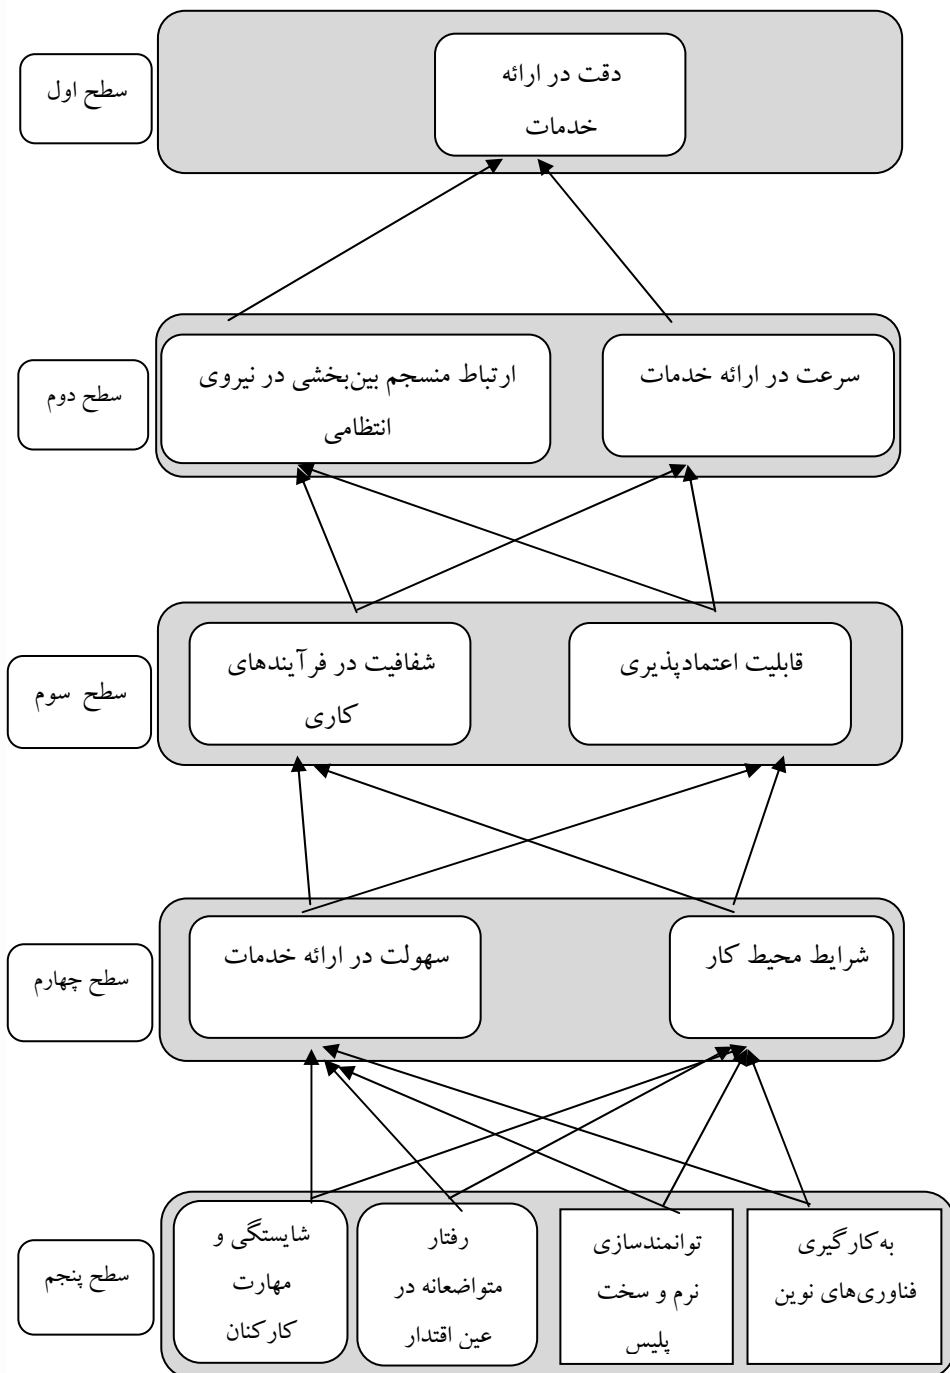 سطح اول
دقت در ارائه
خدمات
سطح دوم
سرعت در ارائه خدمات
ارتباط منسجم بین‌بخشی در نیروی
انتظامی
سطح سوم
قابلیت اعتمادپذیری
شفافیت در فرآیندهای
کاری
سطح چهارم
شرایط محیط کار
سهولت در ارائه خدمات
سطح پنجم
به‌کارگیری
فناوری‌های نوین
توانمندسازی
نرم و سخت
پلیس
رفتار
متواضعانه در
عین اقتدار
شایستگی و
مهارت
کارکنان